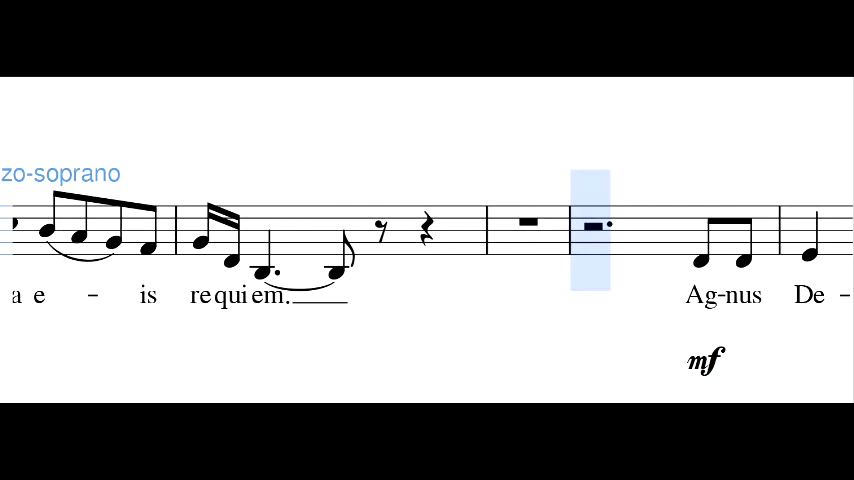 zo-soprano
a e – is requiem. Ag-nus De-
mf